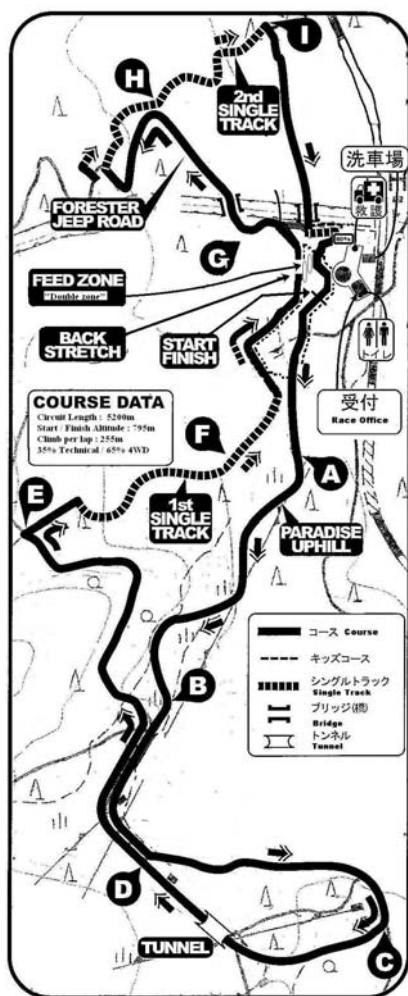 I
H
2nd
SINGLE
TRACK
洗車場
救護
FORESTER
JEEP ROAD
G
FEED ZONE
"Double zone"
BACK
STRETCH
START
FINISH
トイレ
受付
Race Office
COURSE DATA
Circuit Length : 5200m
Start / Finish Altitude : 795m
Climb per lap : 255m
35% Technical / 65% 4WD
F
A
E
1st
SINGLE
TRACK
PARADISE
UPHILL
コース Course
キッズコース
シングルトラック
Single Track
ブリッジ(橋)
Bridge
トンネル
Tunnel
B
D
TUNNEL
C